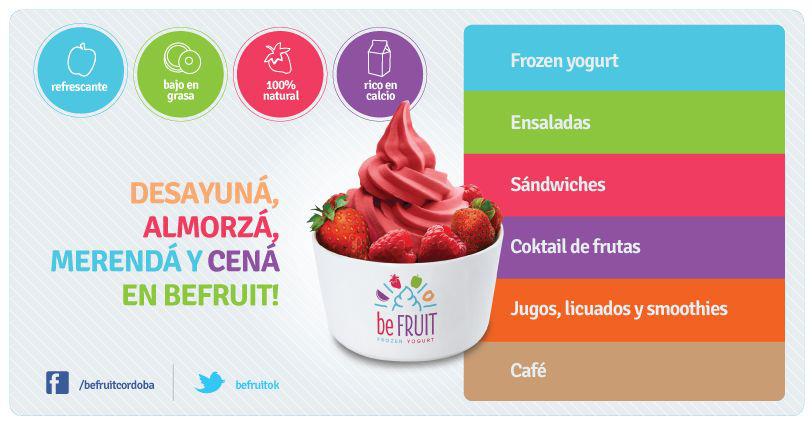 refrescante
bajo en
grasa
100%
natural
rico en
calcio
DESAYUNÁ,
ALMORZÁ,
MERENDÁ Y CENÁ
EN BEFRUIT!
/befruitcordoba
befruitok
be FRUIT
FROZEN YOGURT
Frozen yogurt
Ensaladas
Sándwiches
Coktail de frutas
Jugos, licuados y smoothies
Café